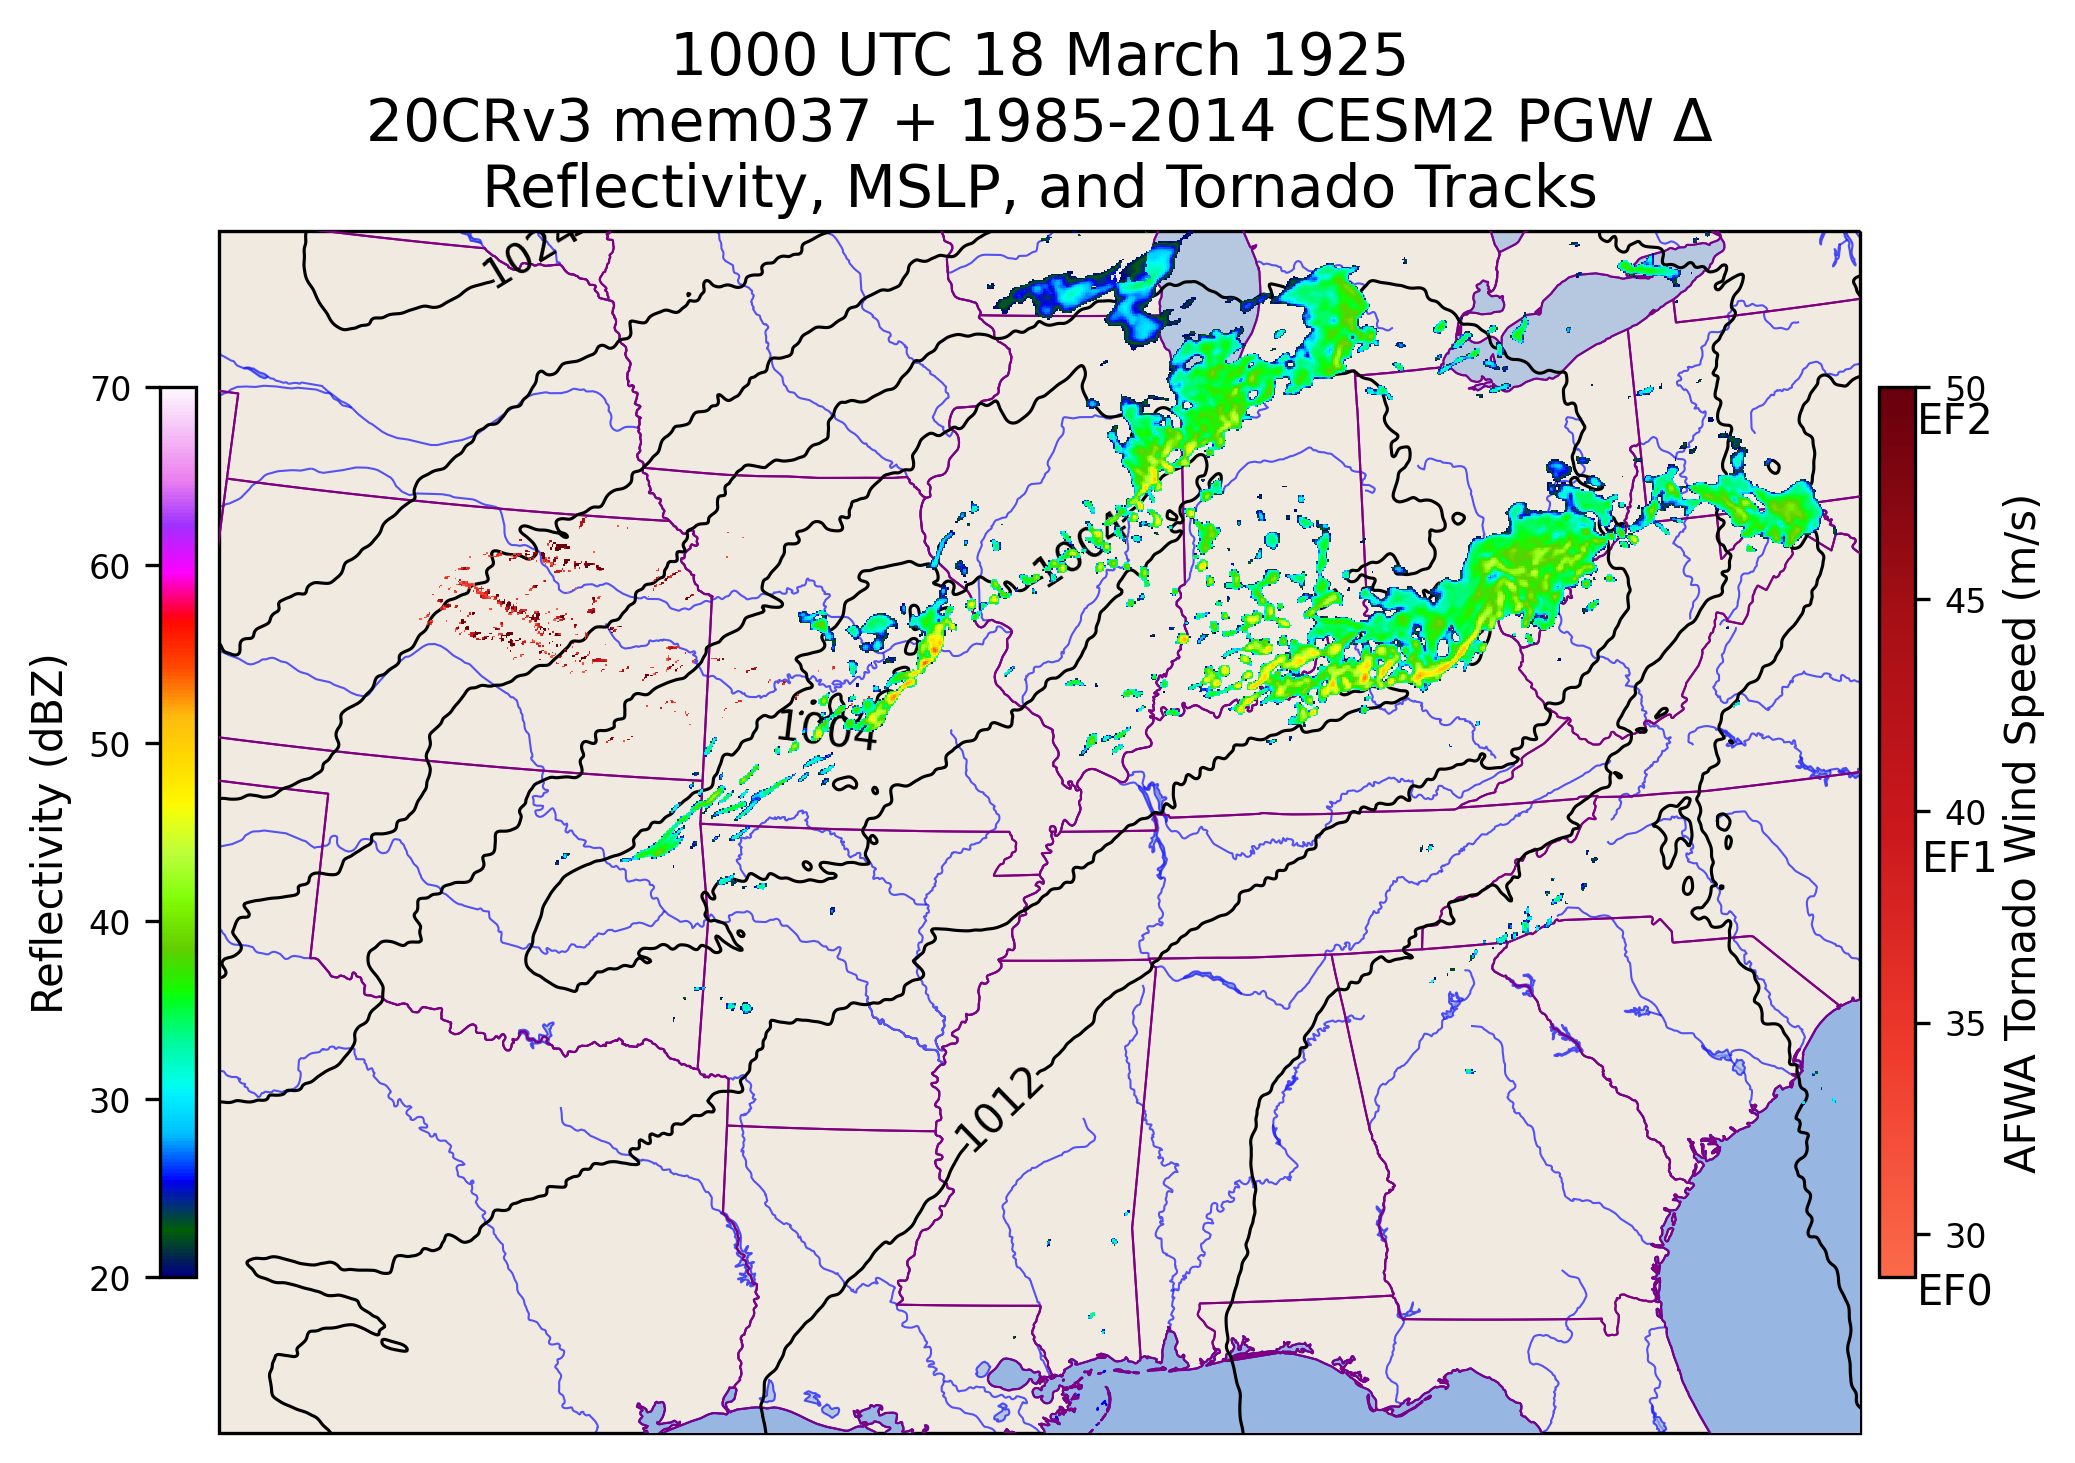 1000 UTC 18 March 1925
20CRv3 mem037 + 1985-2014 CESM2 PGW Δ
Reflectivity, MSLP, and Tornado Tracks
Reflectivity (dBZ)
70
60
50
40
30
20
1024
1004
1004
1012
50
EF2
45
40
EF1
35
30
EF0
AFWA Tornado Wind Speed (m/s)